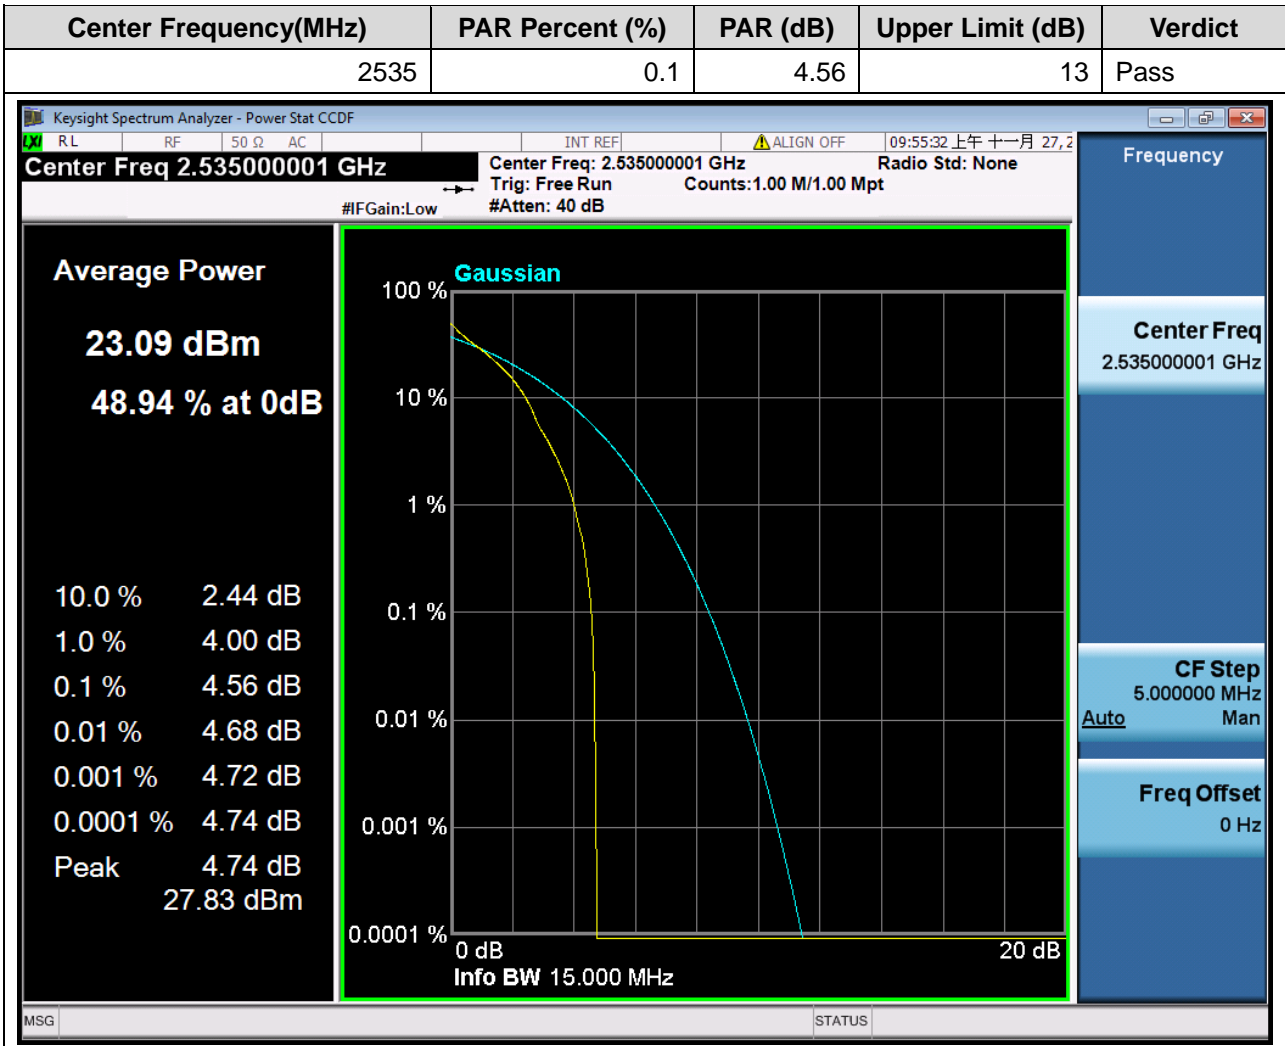 Center Frequency(MHz) PAR Percent (%) PAR (dB) Upper Limit (dB) Verdict
2535 0.1 4.56 13 Pass
Keysight Spectrum Analyzer - Power Stat CCDF
LXI RL RF 50 Ω AC INT REF ALIGN OFF 09:55:32 上午 十一月 27, 2
Center Freq 2.535000001 GHz
#IFGain:Low
Center Freq: 2.535000001 GHz Radio Std: None
Trig: Free Run Counts:1.00 M/1.00 Mpt
#Atten: 40 dB
Average Power
23.09 dBm
48.94 % at 0dB
10.0 % 2.44 dB
1.0 % 4.00 dB
0.1 % 4.56 dB
0.01 % 4.68 dB
0.001 % 4.72 dB
0.0001 % 4.74 dB
Peak 4.74 dB
27.83 dBm
Gaussian
100 %
10 %
1 %
0.1 %
0.01 %
0.001 %
0.0001 %
0 dB 20 dB
Info BW 15.000 MHz
Frequency
Center Freq
2.535000001 GHz
CF Step
5.000000 MHz
Auto Man
Freq Offset
0 Hz
MSG STATUS